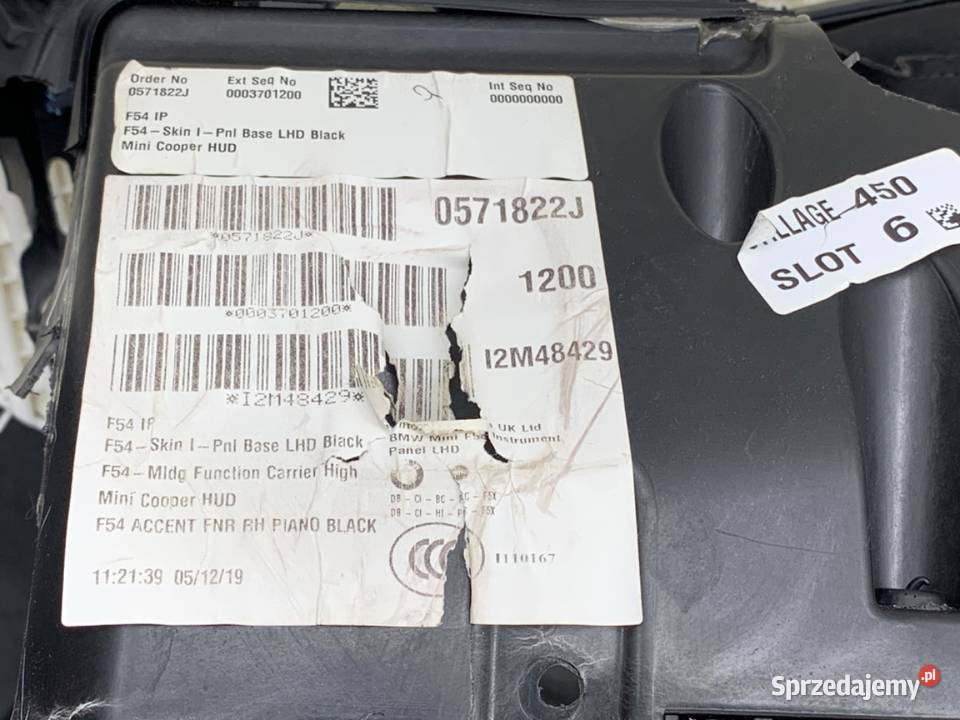 Order No Ext Seq No Int Seq No
0571822J 0003701200 0000000000
F54 IP
F54-Skin I-Pnl Base LHD Black
Mini Cooper HUD
2
450
SLOT 6
0571822J
*0571822J*
1200
*0003701200*
I2M48429
*I2M48429*
F54 IP
F54-Skin I-Pnl Base LHD Black
F54-Mldg Function Carrier High
Mini Cooper HUD
F54 ACCENT FNR RH PIANO BLACK
11:21:39 05/12/19
UK Ltd
BMW Mini Instrument
Panel LHD
CCC
1110167
Sprzedajemy.pl